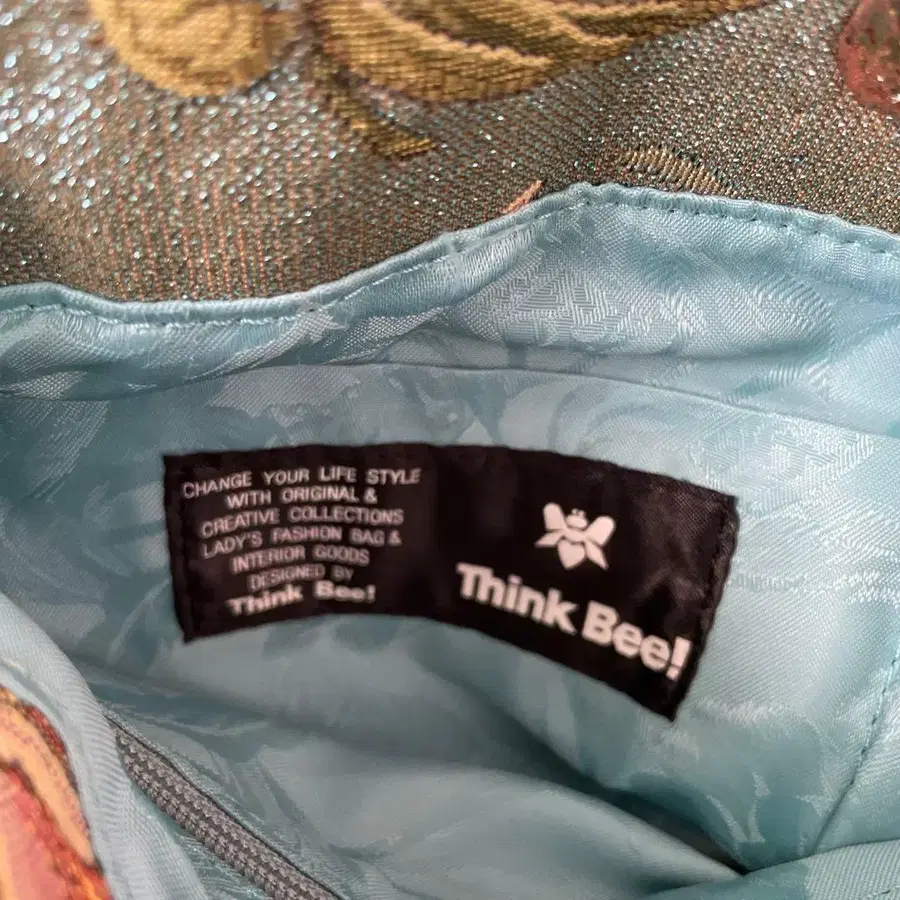 CHANGE YOUR LIFE STYLE
WITH ORIGINAL &
CREATIVE COLLECTIONS
LADY'S FASHION BAG &
INTERIOR GOODS
DESIGNED BY
Think Bee!
Think Bee!